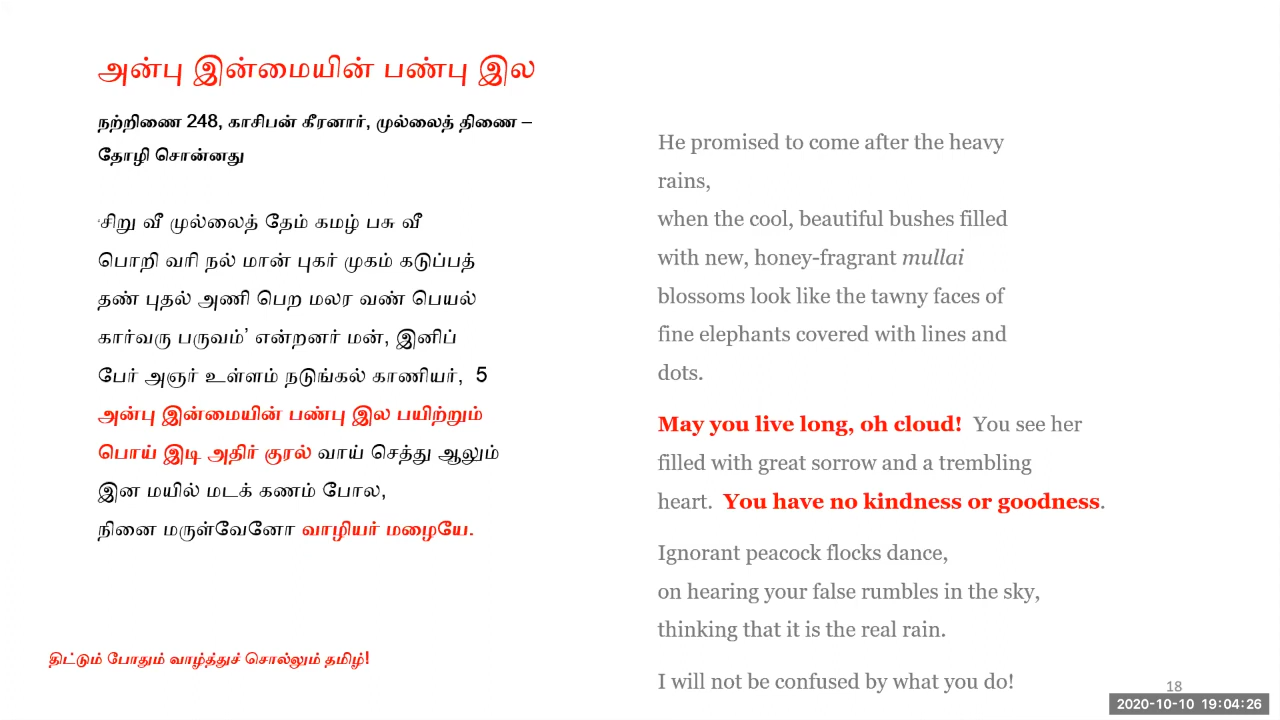 அன்பு இன்மையின் பண்பு இல
நற்றிணை 248, காசிபன் கீரனார், முல்லைத் திணை –
தோழி சொன்னது
‘சிறு வீ முல்லைத் தேம் கமழ் பசு வீ
பொறி வரி நல் மான் புகர் முகம் கடுப்பத்
தண் புதல் அணி பெற மலர வண் பெயல்
கார்வரு பருவம்’ என்றனர் மன், இனிப்
பேர் அஞர் உள்ளம் நடுங்கல் காணியர், 5
அன்பு இன்மையின் பண்பு இல பயிற்றும்
பொய் இடி அதிர் குரல் வாய் செத்து ஆலும்
இன மயில் மடக் கணம் போல,
நினை மருள்வேனோ வாழியர் மழையே.
திட்டும் போதும் வாழ்த்துச் சொல்லும் தமிழ்!
He promised to come after the heavy
rains,
when the cool, beautiful bushes filled
with new, honey-fragrant mullai
blossoms look like the tawny faces of
fine elephants covered with lines and
dots.
May you live long, oh cloud! You see her
filled with great sorrow and a trembling
heart. You have no kindness or goodness.
Ignorant peacock flocks dance,
on hearing your false rumbles in the sky,
thinking that it is the real rain.
I will not be confused by what you do!
18
2020-10-10 19:04:26